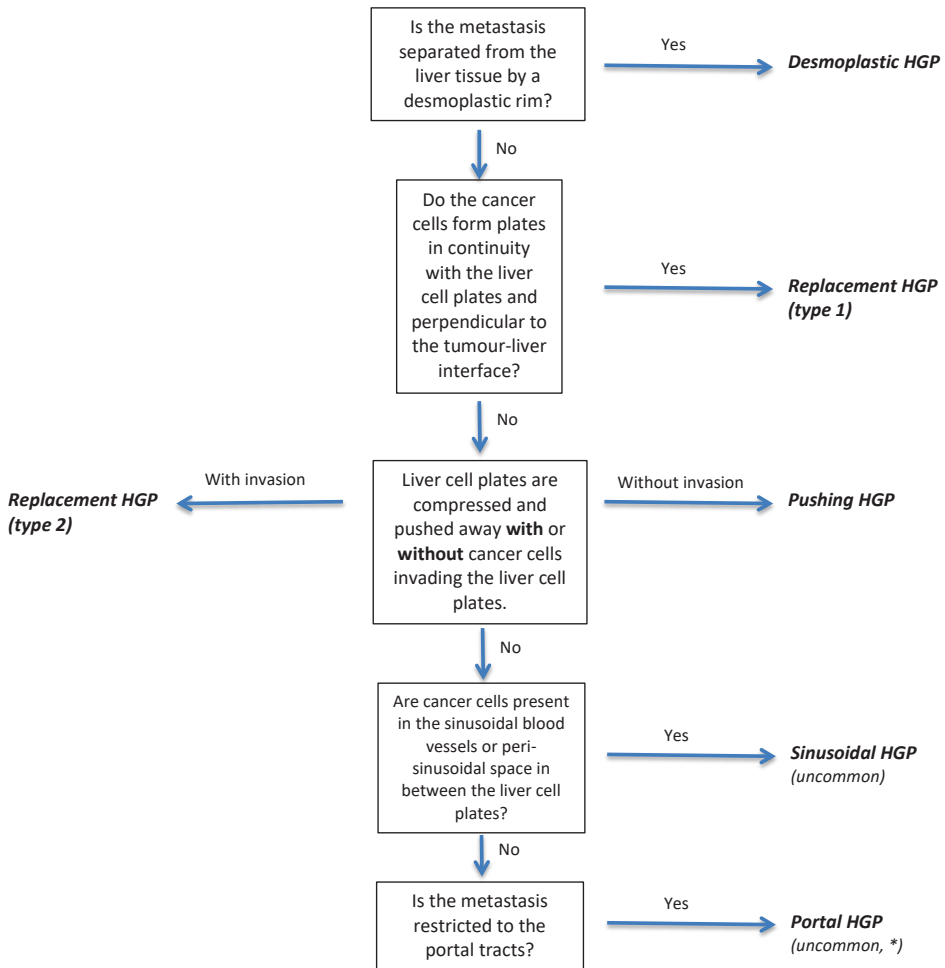 Is the metastasis
separated from the
liver tissue by a
desmoplastic rim?
Yes
Desmoplastic HGP
No
Do the cancer
cells form plates
in continuity
with the liver
cell plates and
perpendicular to
the tumour-liver
interface?
Yes
Replacement HGP
(type 1)
No
With invasion
Replacement HGP
(type 2)
Liver cell plates are
compressed and
pushed away with or
without cancer cells
invading the liver cell
plates.
Without invasion
Pushing HGP
No
Are cancer cells present
in the sinusoidal blood
vessels or peri-
sinusoidal space in
between the liver cell
plates?
Yes
Sinusoidal HGP
(uncommon)
No
Is the metastasis
restricted to the
portal tracts?
Yes
Portal HGP
(uncommon, *)